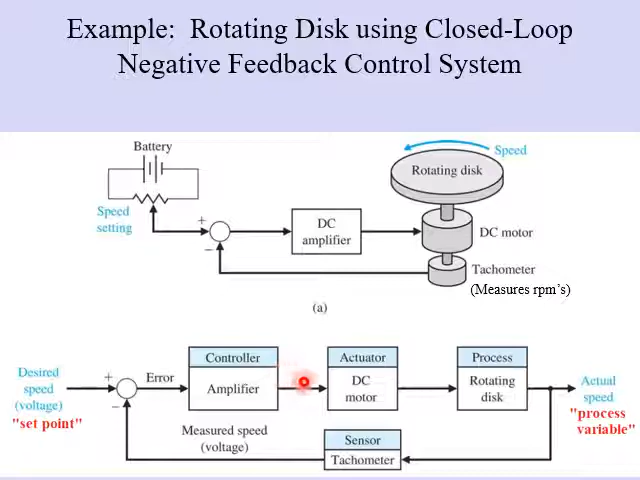 Example:  Rotating Disk using Closed-Loop
Negative Feedback Control System
Battery
Speed
Rotating disk
Speed
setting
+
−
DC
amplifier
DC motor
Tachometer
(Measures rpm's)
(a)
Desired
speed
(voltage)
"set point"
+
−
Error
Controller
Amplifier
Actuator
DC
motor
Process
Rotating
disk
Actual
speed
"process
variable"
Measured speed
(voltage)
Sensor
Tachometer